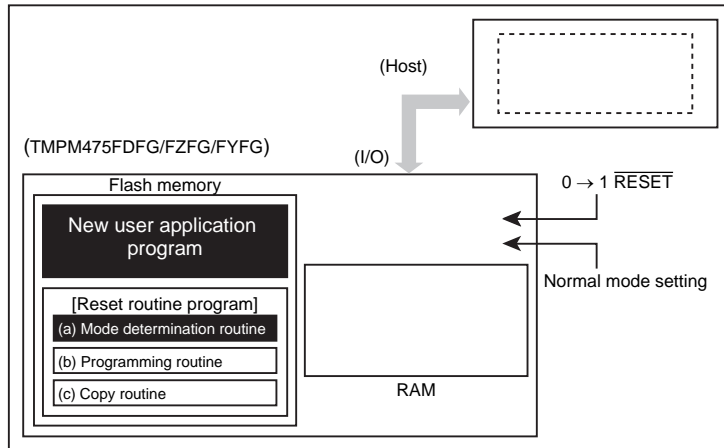 (Host)
(TMPM475FDFG/FZFG/FYFG)
(I/O)
Flash memory
0 → 1 RESET
New user application
program
Normal mode setting
[Reset routine program]
(a) Mode determination routine
(b) Programming routine
(c) Copy routine
RAM